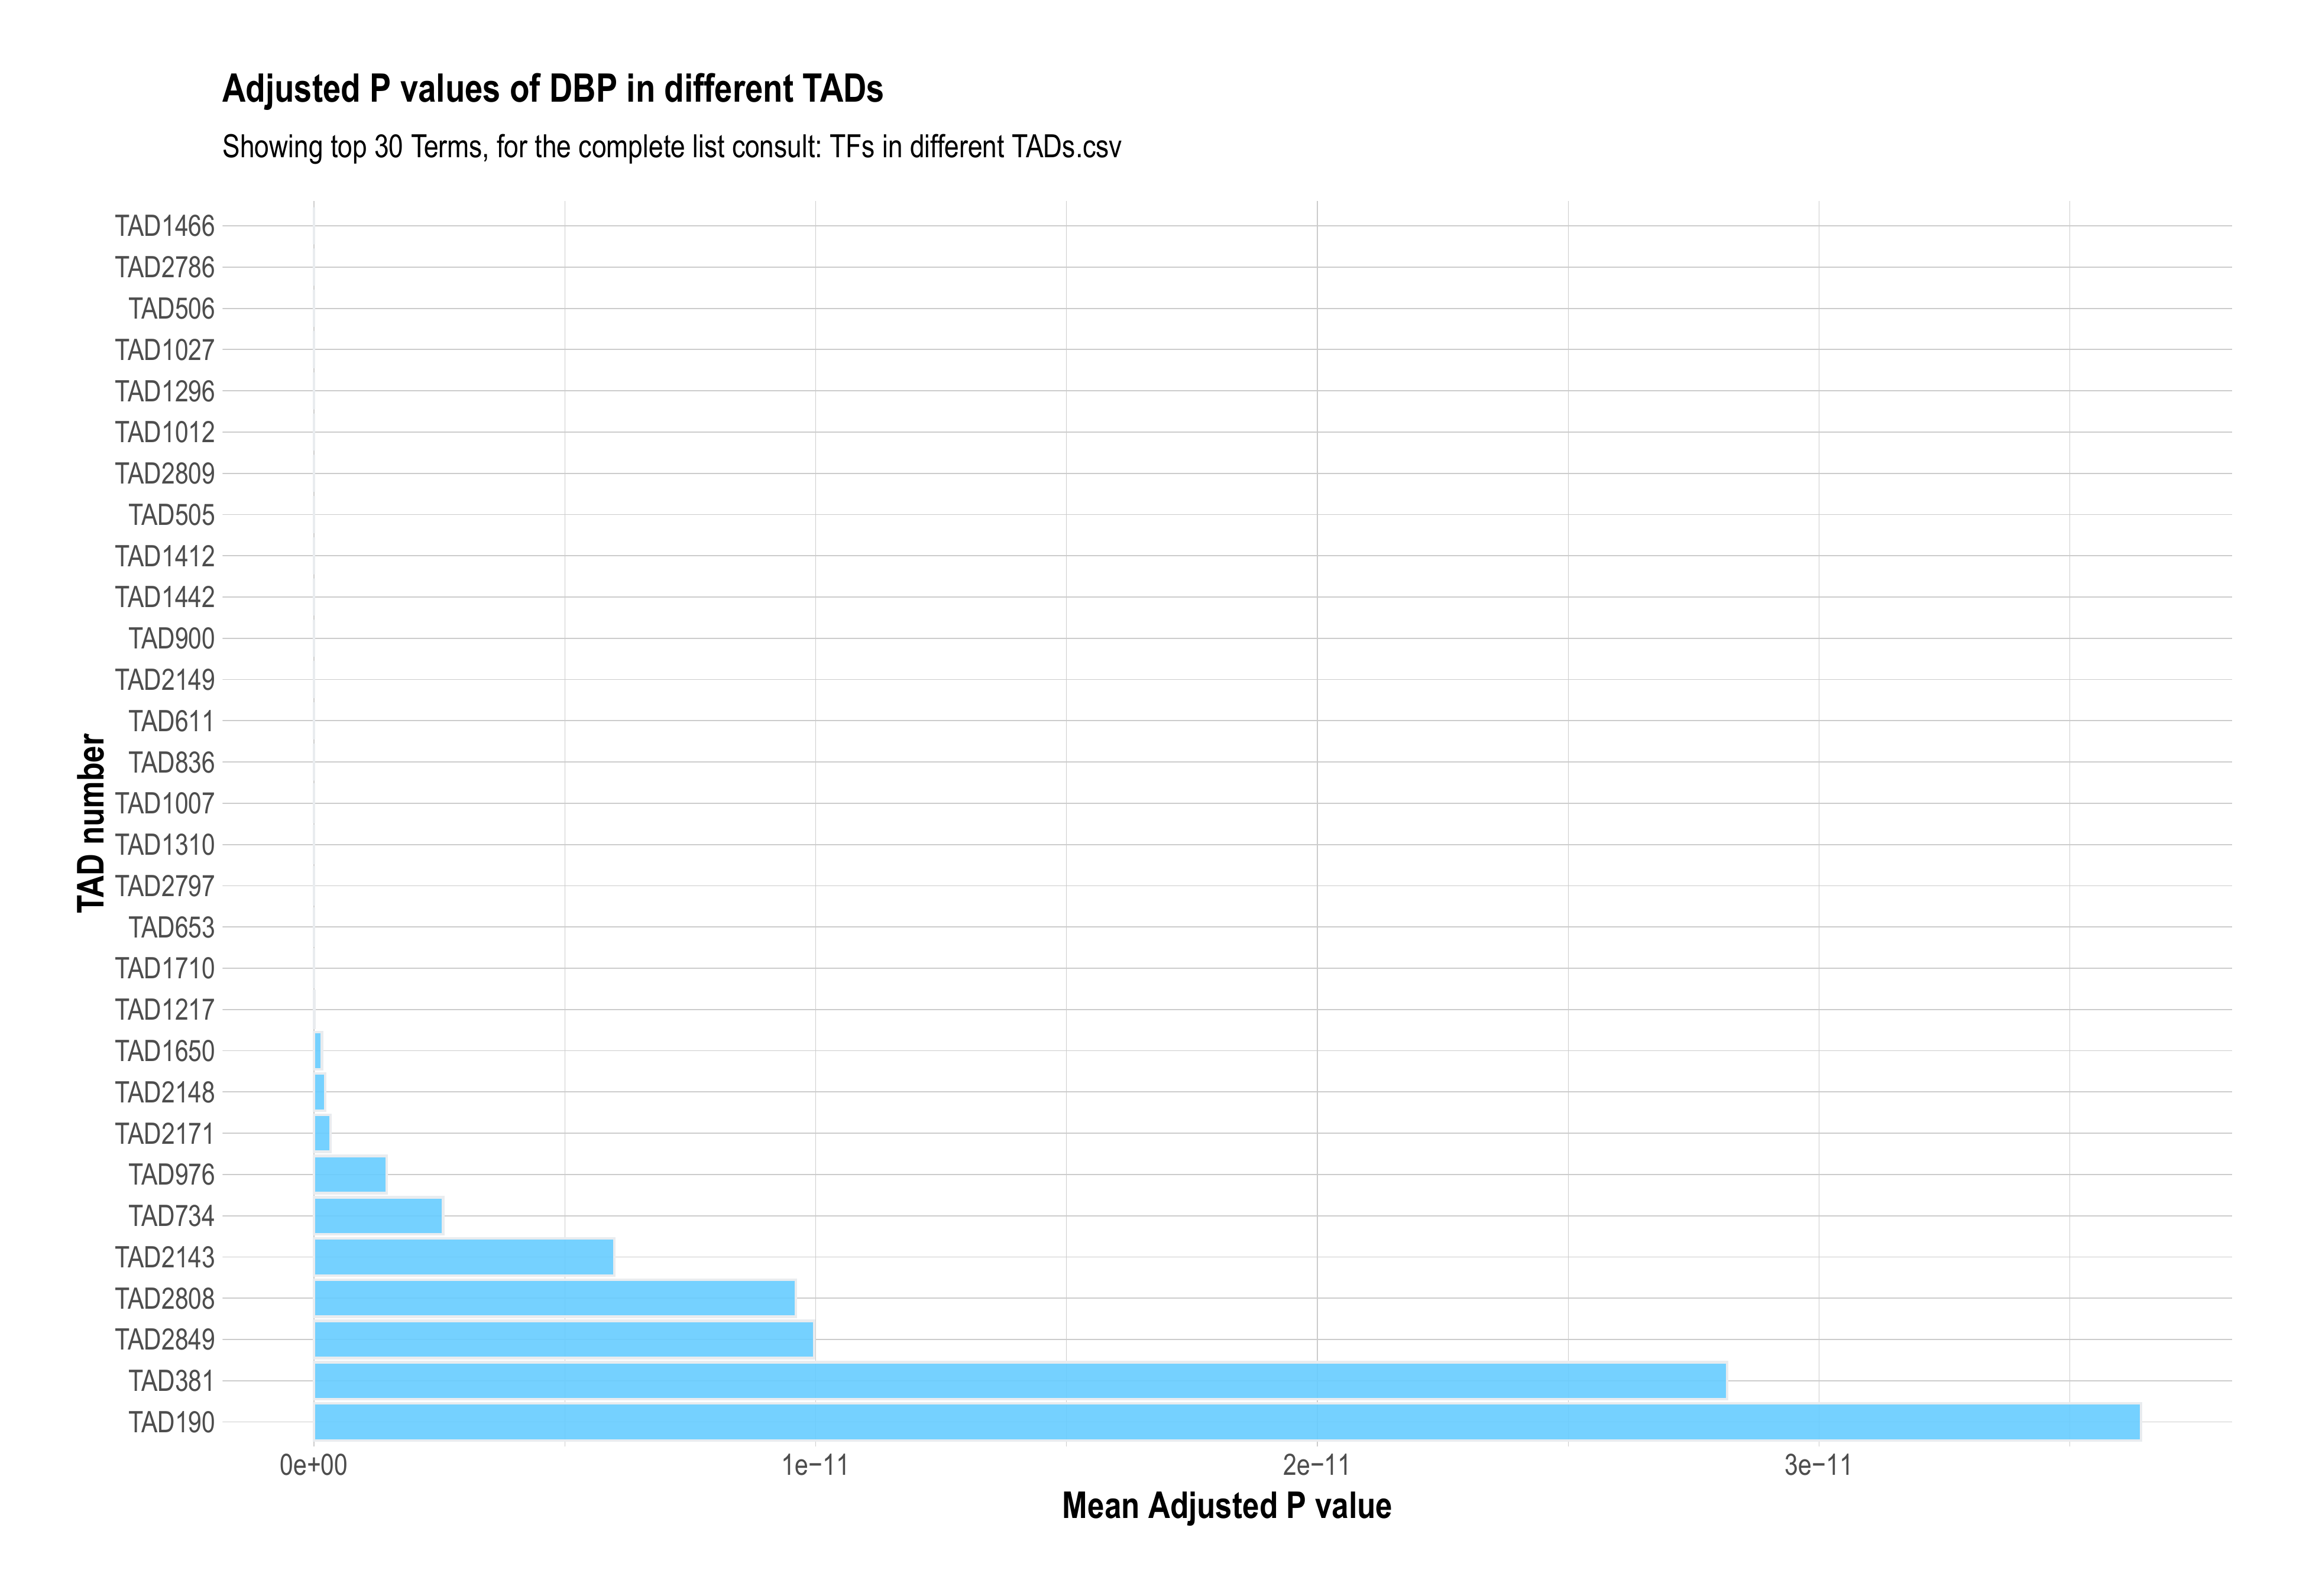 Adjusted P values of DBP in different TADs
Showing top 30 Terms, for the complete list consult: TFs in different TADs.csv
TAD number
TAD1466
TAD2786
TAD506
TAD1027
TAD1296
TAD1012
TAD2809
TAD505
TAD1412
TAD1442
TAD900
TAD2149
TAD611
TAD836
TAD1007
TAD1310
TAD2797
TAD653
TAD1710
TAD1217
TAD1650
TAD2148
TAD2171
TAD976
TAD734
TAD2143
TAD2808
TAD2849
TAD381
TAD190
0e+00 1e−11 2e−11 3e−11
Mean Adjusted P value